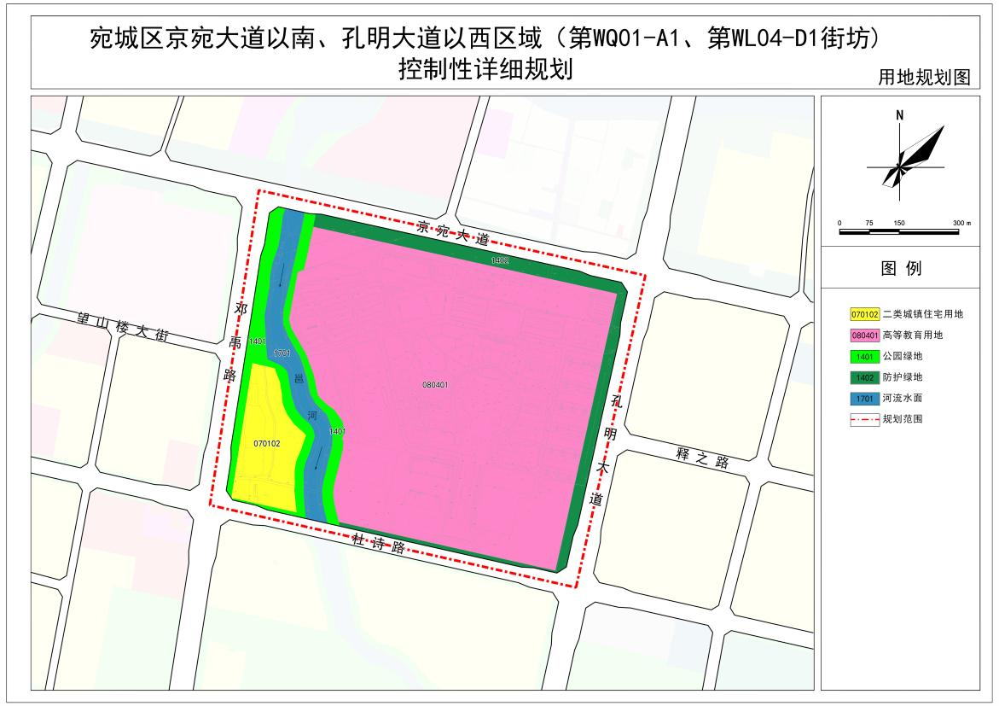 宛城区京宛大道以南、孔明大道以西区域（第WQ01-A1、第WL04-D1街坊）
控制性详细规划
用地规划图
N
0 75 150 300 m
图 例
070102 二类城镇住宅用地
080401 高等教育用地
1401 公园绿地
1402 防护绿地
1701 河流水面
规划范围
京宛大道
1402
邓禹路
望山楼大街
1401
1701
邕河
080401
1401
070102
孔明大道
释之路
杜诗路